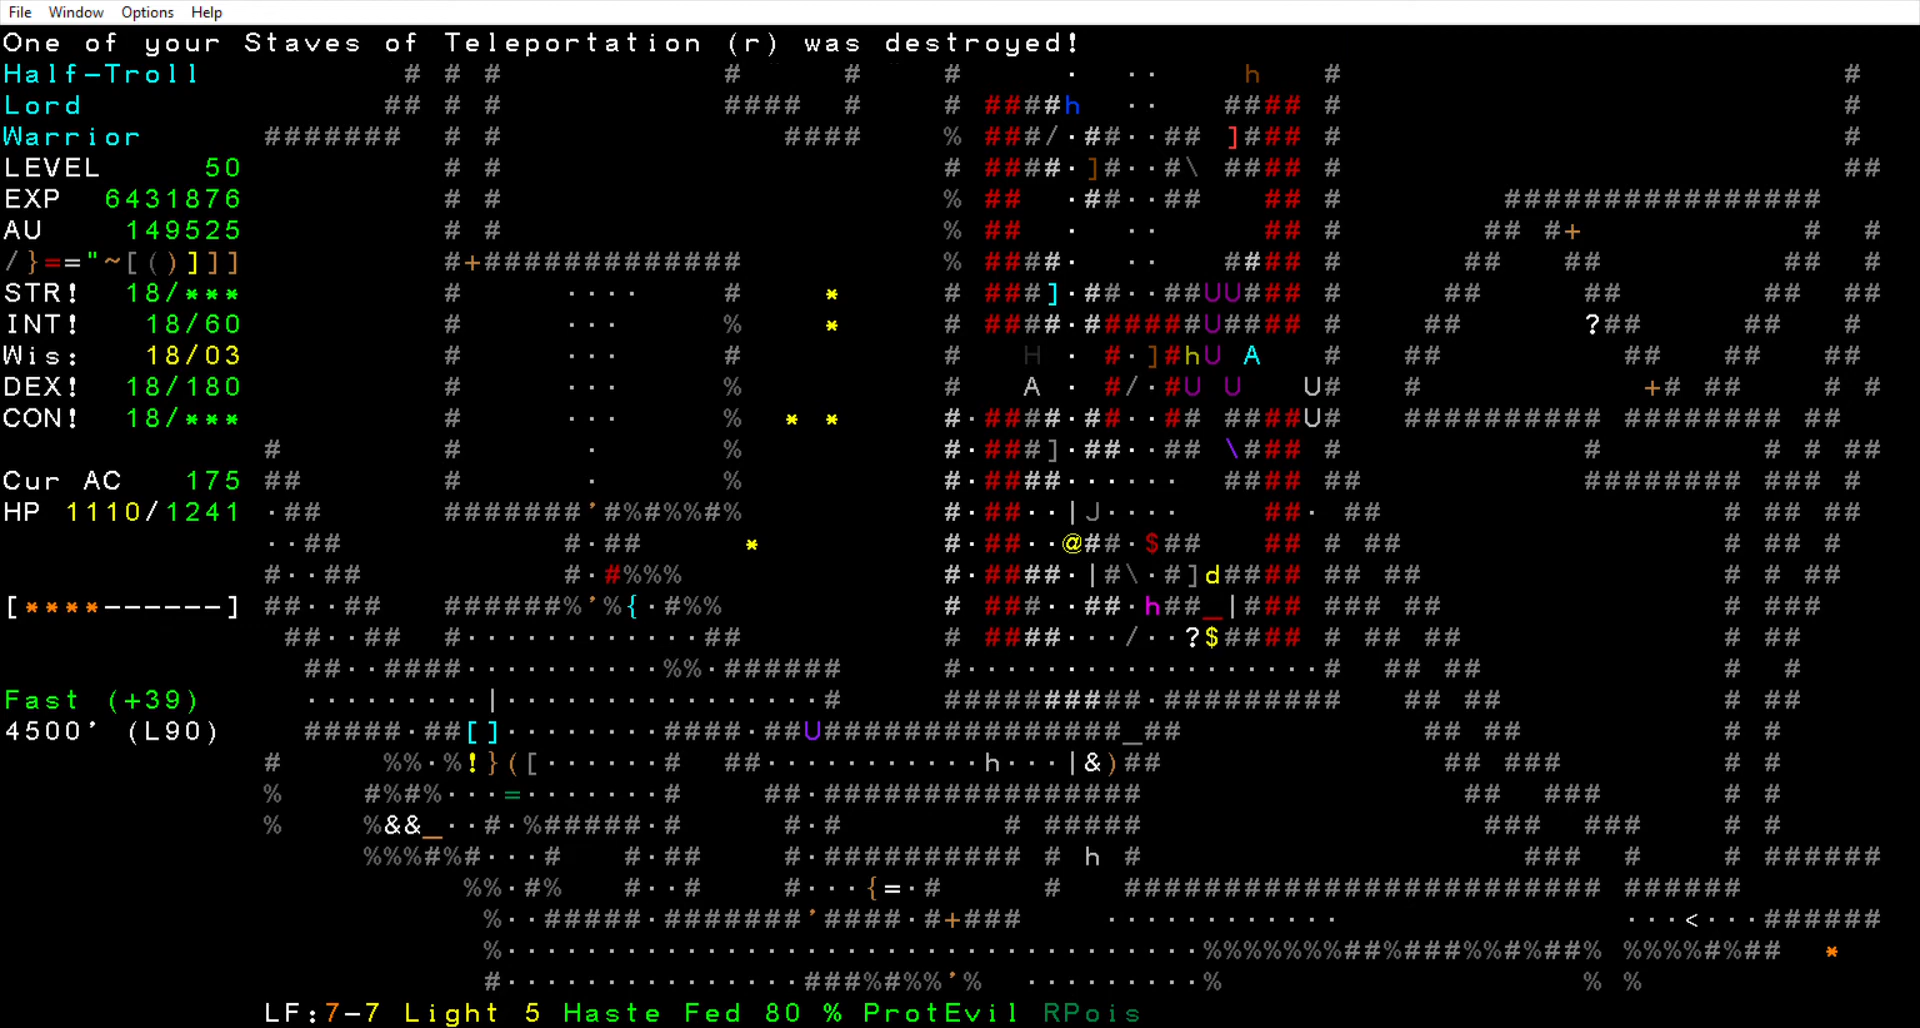 File Window Options Help
One of your Staves of Teleportation (r) was destroyed!
Half-Troll
Lord
Warrior
LEVEL 50
EXP 6431876
AU 149525
/}=="~[()]]]
STR! 18/***
INT! 18/60
Wis: 18/03
DEX! 18/180
CON! 18/***
Cur AC 175
HP 1110/1241
[****------]
Fast (+39)
4500' (L90)
LF:7-7 Light 5 Haste Fed 80 % ProtEvil RPois